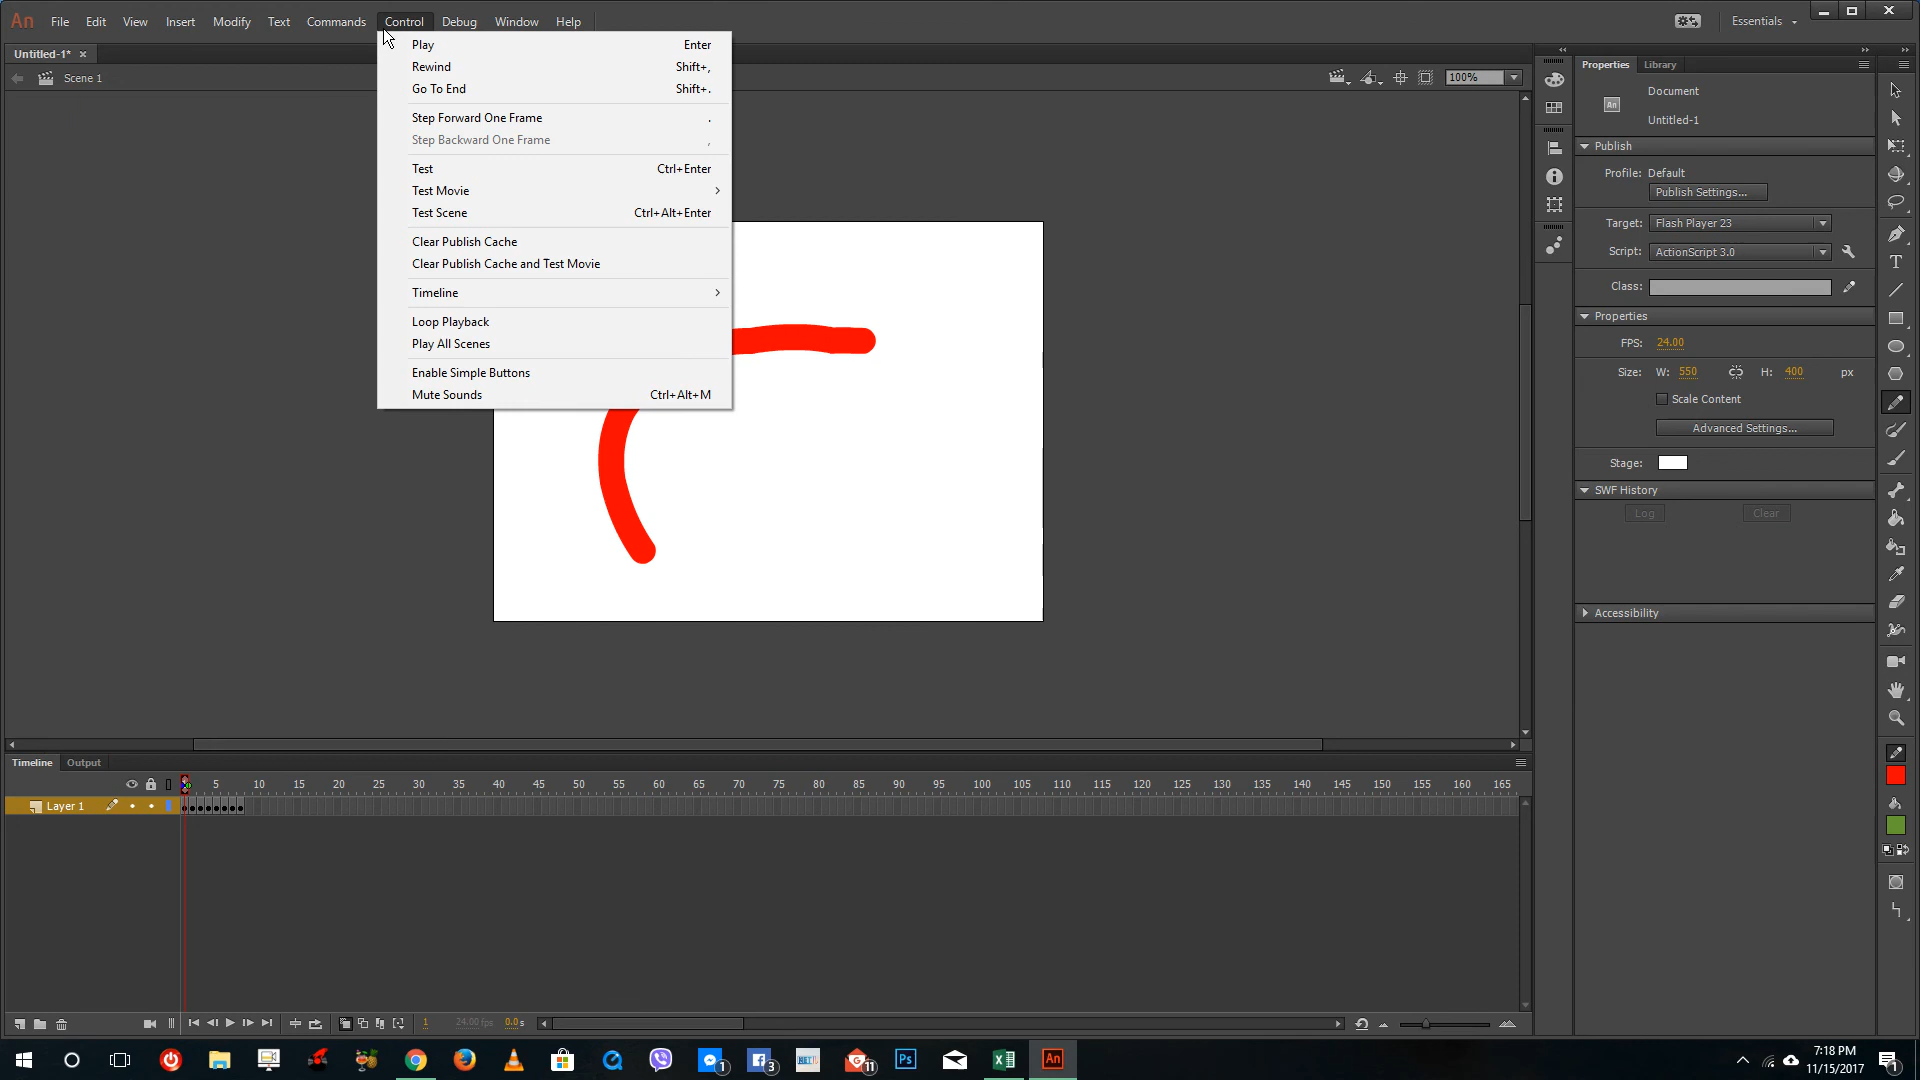 An File Edit View Insert Modify Text Commands Control Debug Window Help Essentials
Untitled-1* ×
Scene 1 100%
Play Enter
Rewind Shift+,
Go To End Shift+.
Step Forward One Frame .
Step Backward One Frame ,
Test Ctrl+Enter
Test Movie
Test Scene Ctrl+Alt+Enter
Clear Publish Cache
Clear Publish Cache and Test Movie
Timeline
Loop Playback
Play All Scenes
Enable Simple Buttons
Mute Sounds Ctrl+Alt+M
Properties Library
Document
An
Untitled-1
Publish
Profile: Default
Publish Settings...
Target: Flash Player 23
Script: ActionScript 3.0
Class:
Properties
FPS: 24.00
Size: W: 550 H: 400 px
Scale Content
Advanced Settings...
Stage:
SWF History
Log Clear
Accessibility
Timeline Output
5 10 15 20 25 30 35 40 45 50 55 60 65 70 75 80 85 90 95 100 105 110 115 120 125 130 135 140 145 150 155 160 165
Layer 1
1 24.00 fps 0.0 s
1 3 11 Ps An
7:18 PM
11/15/2017 1